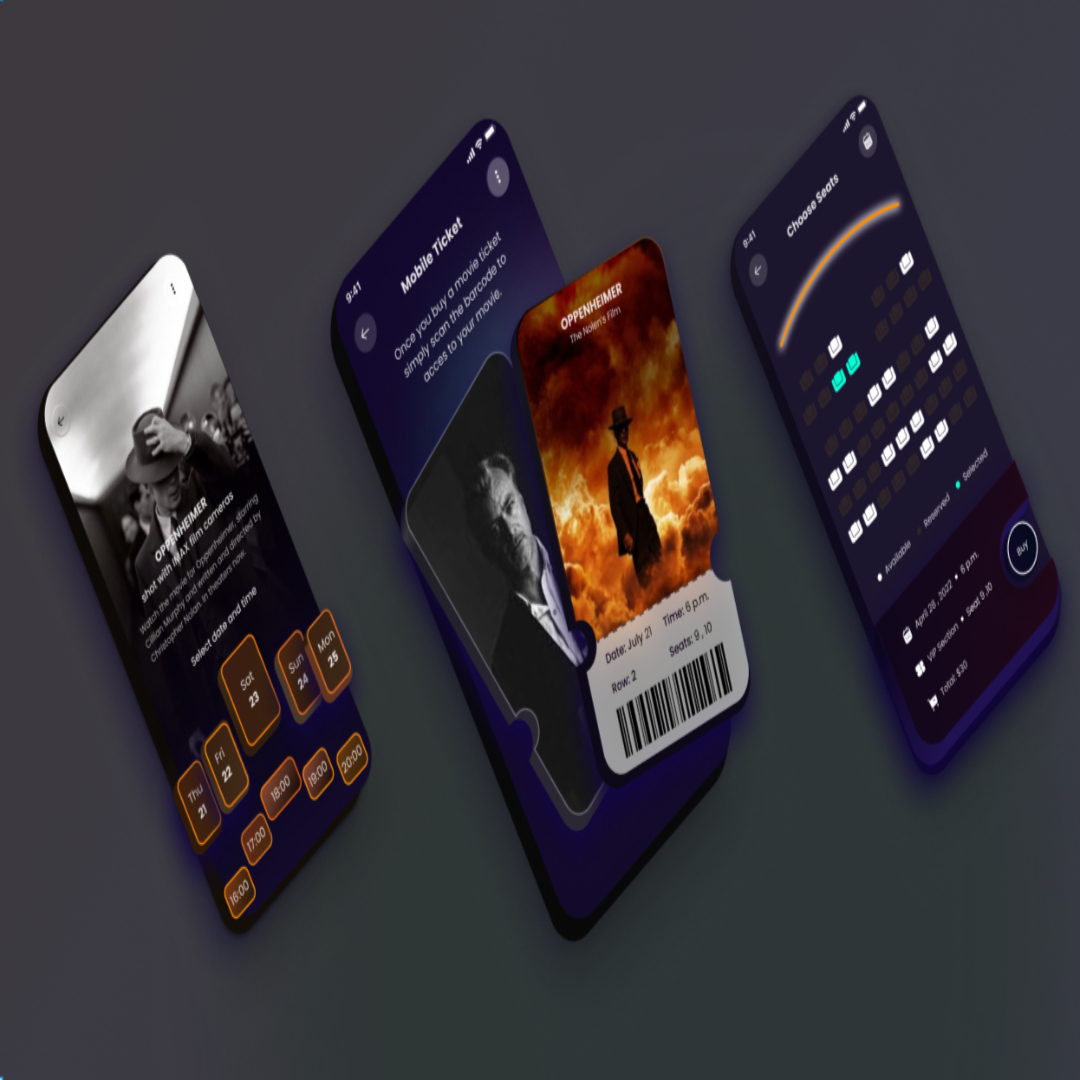 OPPENHEIMER
shot with IMAX film cameras
Watch the movie for Oppenheimer, starring
Cillian Murphy and written and directed by
Christopher Nolan. In theaters now.
Select date and time
Thu
21
Fri
22
Sat
23
Sun
24
Mon
25
16:00
17:00
18:00
19:00
20:00
9:41
Mobile Ticket
Once you buy a movie ticket
simply scan the barcode to
acces to your movie.
OPPENHEIMER
The Nolen's Film
Date: July 21
Time: 6 p.m.
Row: 2
Seats: 9, 10
9:41
Choose Seats
Available
Reserved
Selected
April 28, 2022 • 6 p.m.
VIP Section • Seat 9 ,10
Total: $30
Buy